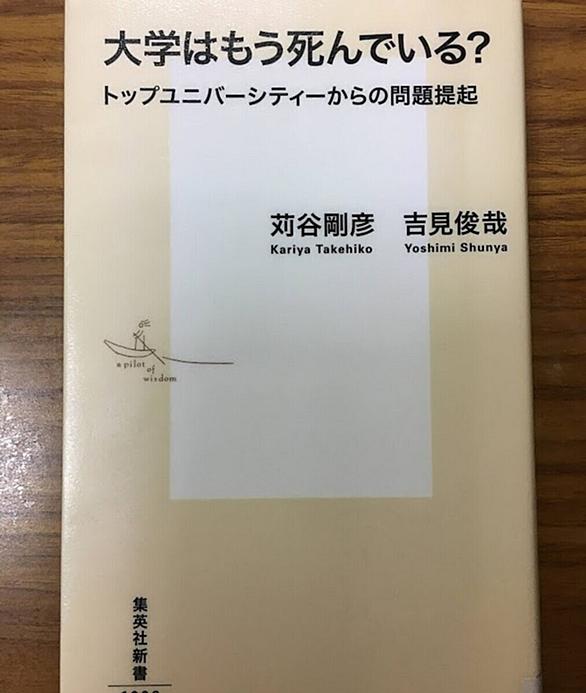 大学はもう死んでいる?
トップユニバーシティーからの問題提起
苅谷剛彦 吉見俊哉
Kariya Takehiko Yoshimi Shunya
a pilot
of
wisdom
集英社新書